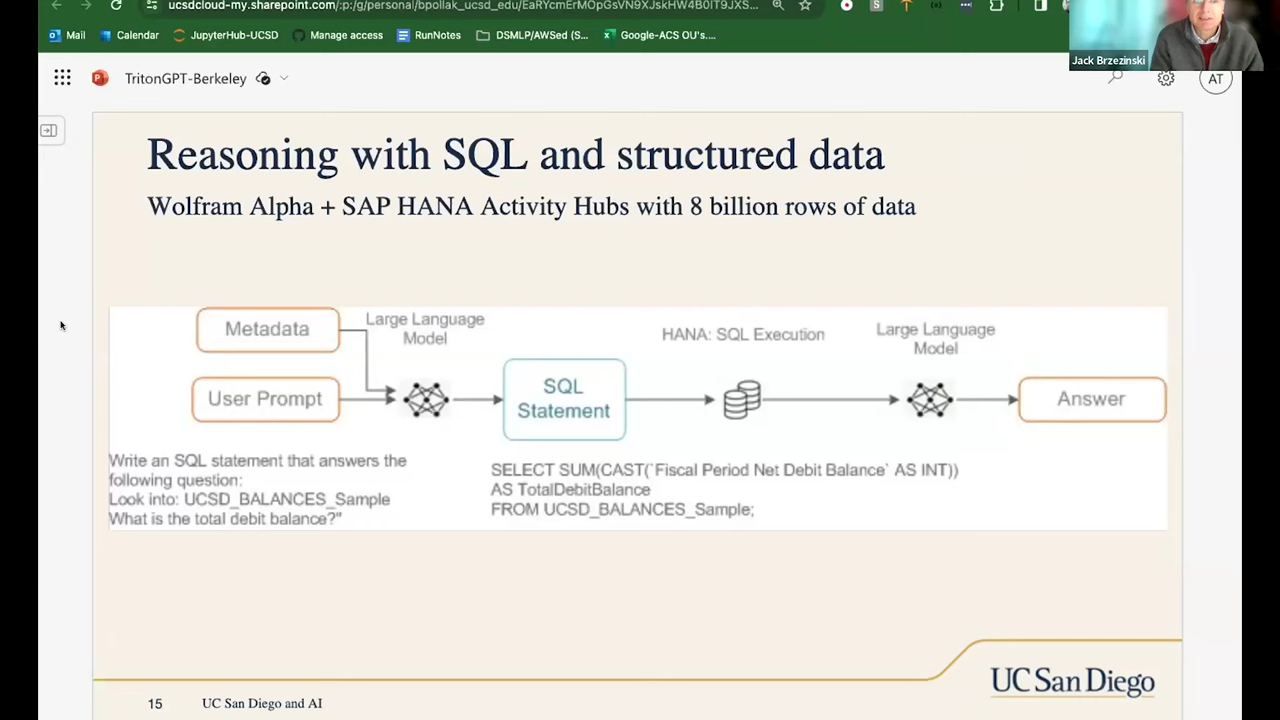 ucsdcloud-my.sharepoint.com/:p:/g/personal/bpollak_ucsd_edu/EaRYcmErMOpGsVN9XJskHW4B0IT9JXS...
Mail Calendar JupyterHub-UCSD Manage access RunNotes DSMLP/AWSed (S... Google-ACS OU's....
Jack Brzezinski
TritonGPT-Berkeley
AT
Reasoning with SQL and structured data
Wolfram Alpha + SAP HANA Activity Hubs with 8 billion rows of data
Metadata
Large Language
Model
HANA: SQL Execution
Large Language
Model
User Prompt
SQL
Statement
Answer
Write an SQL statement that answers the
following question:
Look into: UCSD_BALANCES_Sample
What is the total debit balance?"
SELECT SUM(CAST(`Fiscal Period Net Debit Balance` AS INT))
AS TotalDebitBalance
FROM UCSD_BALANCES_Sample;
UC San Diego
15 UC San Diego and AI